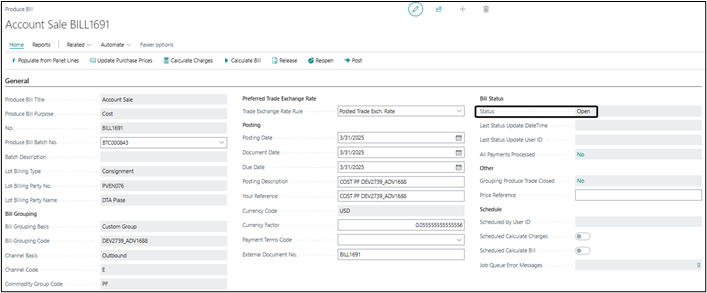 Produce Bill
Account Sale BILL1691
Home Reports Related Automate Fewer options
Populate from Pallet Lines Update Purchase Prices Calculate Charges Calculate Bill Release Reopen Post
General
Produce Bill Title Account Sale
Produce Bill Purpose Cost
No. BILL1691
Produce Bill Batch No. BTC000843
Batch Description
Lot Billing Type Consignment
Lot Billing Party No. PVEN076
Lot Billing Party Name DTA Plase
Bill Grouping
Bill Grouping Basis Custom Group
Bill Grouping Code DEV2739_ADV1688
Channel Basis Outbound
Channel Code E
Commodity Group Code PF
Preferred Trade Exchange Rate
Trade Exchange Rate Rule Posted Trade Exch. Rate
Posting
Posting Date 3/31/2025
Document Date 3/31/2025
Due Date 3/31/2025
Posting Description COST PF DEV2739_ADV1688
Your Reference COST PF DEV2739_ADV1688
Currency Code USD
Currency Factor 0.0555555555555556
Payment Terms Code
External Document No. BILL1691
Bill Status
Status Open
Last Status Update DateTime
Last Status Update User ID
All Payments Processed No
Other
Grouping Produce Trade Closed No
Price Reference
Schedule
Scheduled by User ID
Scheduled Calculate Charges
Scheduled Calculate Bill
Job Queue Error Messages 0